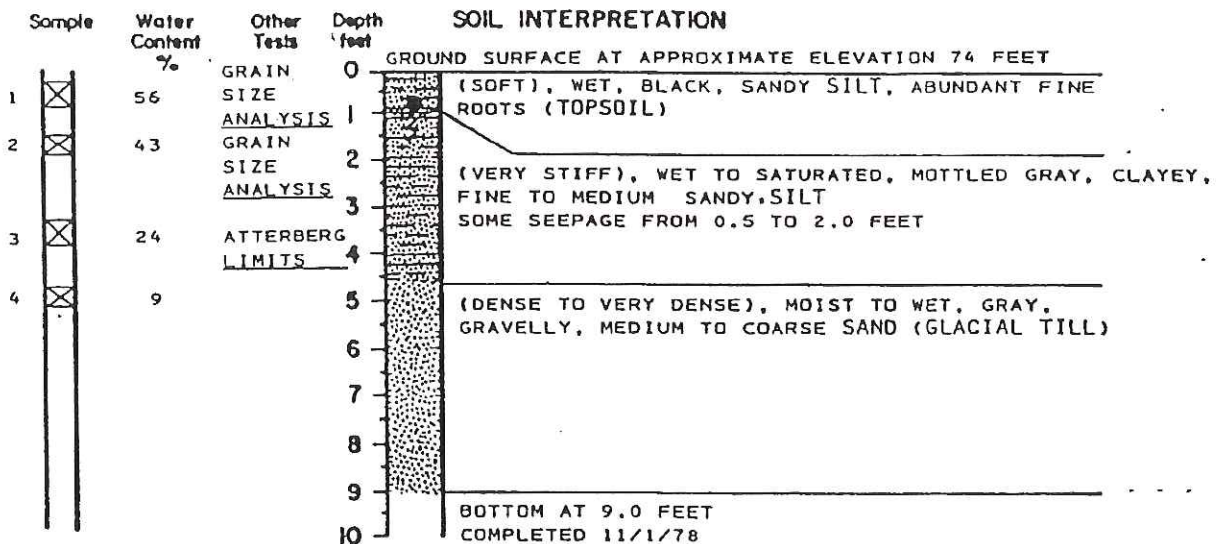 Sample Water Content % Other Tests Depth feet SOIL INTERPRETATION
GROUND SURFACE AT APPROXIMATE ELEVATION 74 FEET
0
1 56 GRAIN SIZE ANALYSIS
(SOFT), WET, BLACK, SANDY SILT, ABUNDANT FINE
ROOTS (TOPSOIL)
1
2 43 GRAIN SIZE ANALYSIS
2
(VERY STIFF), WET TO SATURATED, MOTTLED GRAY, CLAYEY,
FINE TO MEDIUM SANDY, SILT
SOME SEEPAGE FROM 0.5 TO 2.0 FEET
3
3 24 ATTERBERG LIMITS
4
4 9
5
(DENSE TO VERY DENSE), MOIST TO WET, GRAY,
GRAVELLY, MEDIUM TO COARSE SAND (GLACIAL TILL)
6
7
8
9
BOTTOM AT 9.0 FEET
COMPLETED 11/1/78
10